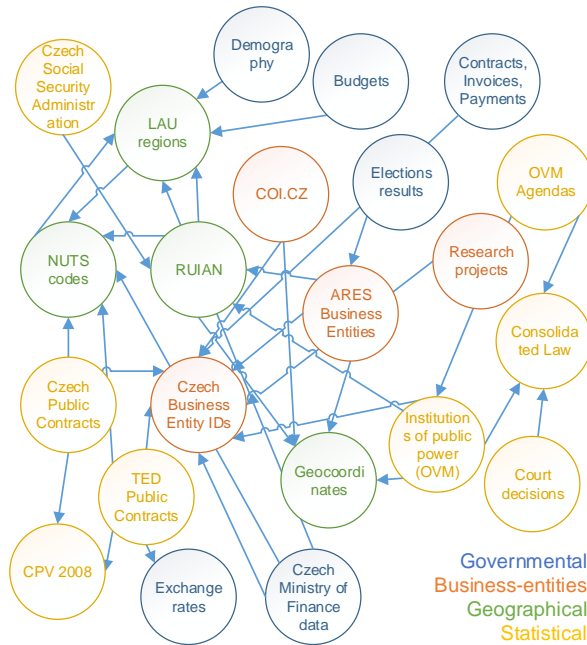 Czech
Social
Security
Administr
ation
Demogra
phy
Budgets
Contracts,
Invoices,
Payments
LAU
regions
COI.CZ
Elections
results
OVM
Agendas
NUTS
codes
RUIAN
ARES
Business
Entities
Research
projects
Consolida
ted Law
Czech
Public
Contracts
Czech
Business
Entity IDs
Institution
s of public
power
(OVM)
TED
Public
Contracts
Geocoordi
nates
Court
decisions
CPV 2008
Exchange
rates
Czech
Ministry of
Finance
data
Governmental
Business-entities
Geographical
Statistical